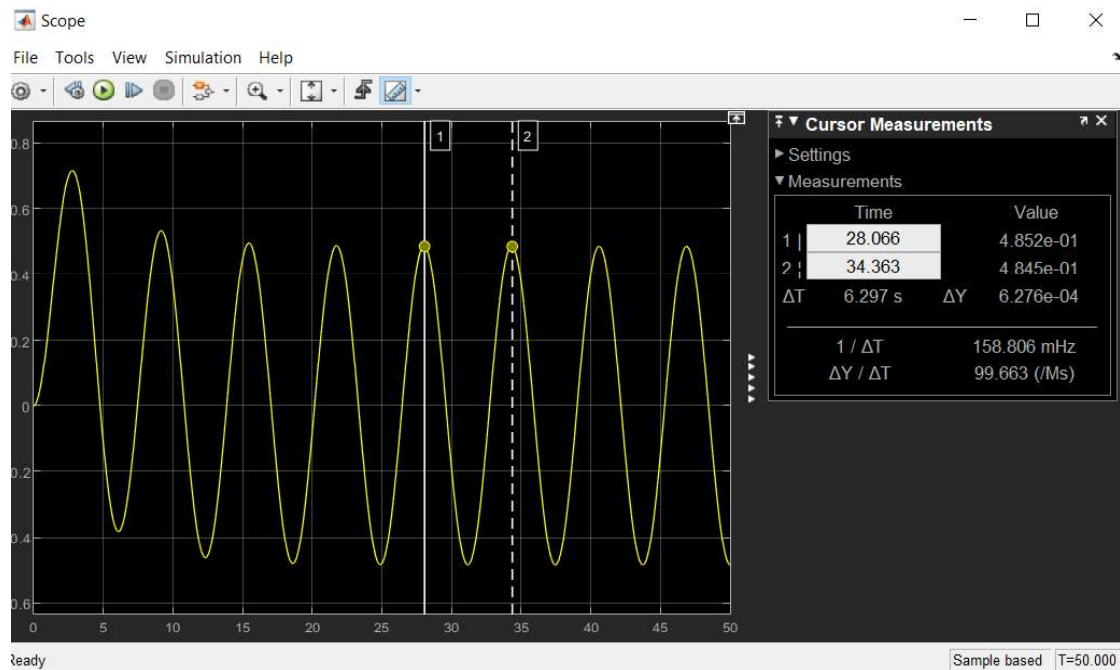 Scope
File Tools View Simulation Help
1
2
0.8
0.6
0.4
0.2
0
0.2
0.4
0.6
0 5 10 15 20 25 30 35 40 45 50
Cursor Measurements
Settings
Measurements
Time Value
1 | 28.066 4.852e-01
2 ¦ 34.363 4.845e-01
ΔT 6.297 s ΔY 6.276e-04
1 / ΔT 158.806 mHz
ΔY / ΔT 99.663 (/Ms)
Ready
Sample based T=50.000